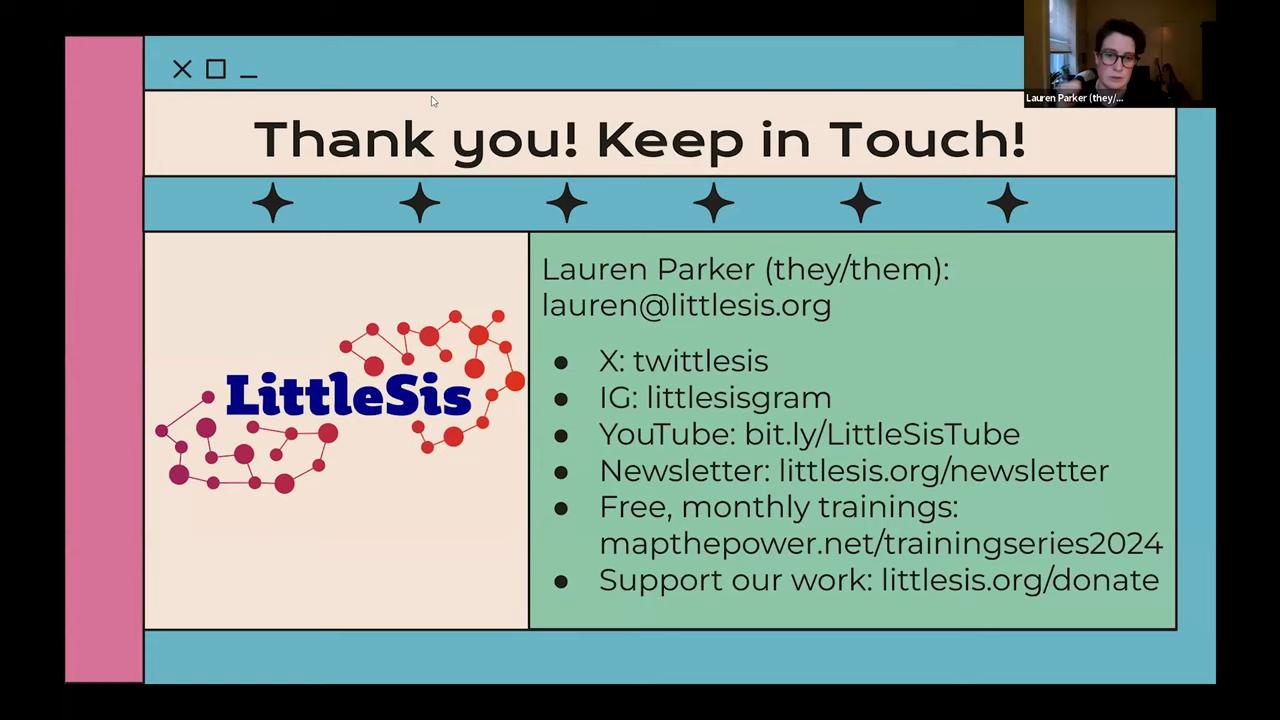 Lauren Parker (they/...
Thank you! Keep in Touch!
LittleSis
Lauren Parker (they/them):
lauren@littlesis.org
● X: twittlesis
● IG: littlesisgram
● YouTube: bit.ly/LittleSisTube
● Newsletter: littlesis.org/newsletter
● Free, monthly trainings:
mapthepower.net/trainingseries2024
● Support our work: littlesis.org/donate